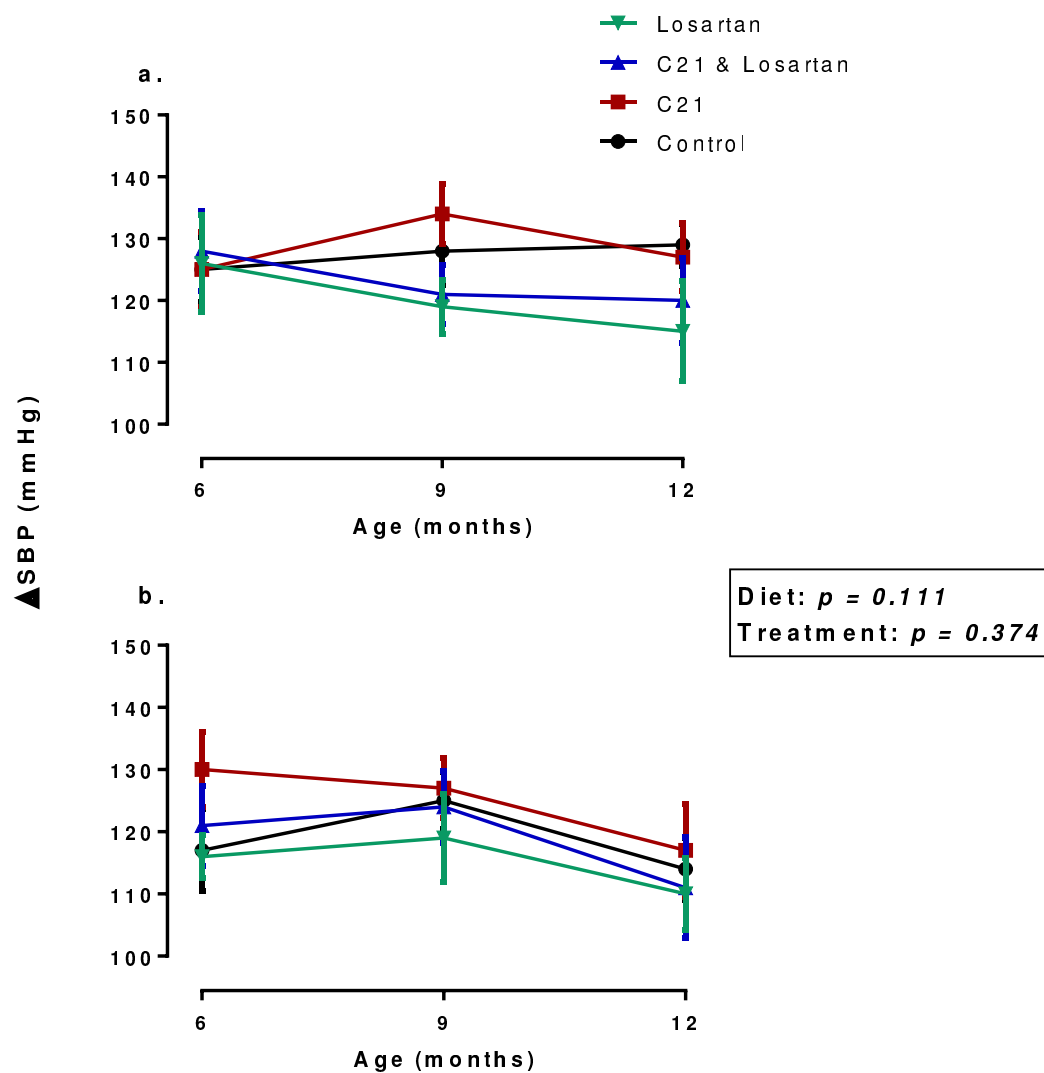 Losartan
C21 & Losartan
C21
Control
a.
150
140
130
120
110
100
6 9 12
Age (months)
▲SBP (mmHg)
b.
Diet: p = 0.111
Treatment: p = 0.374
150
140
130
120
110
100
6 9 12
Age (months)